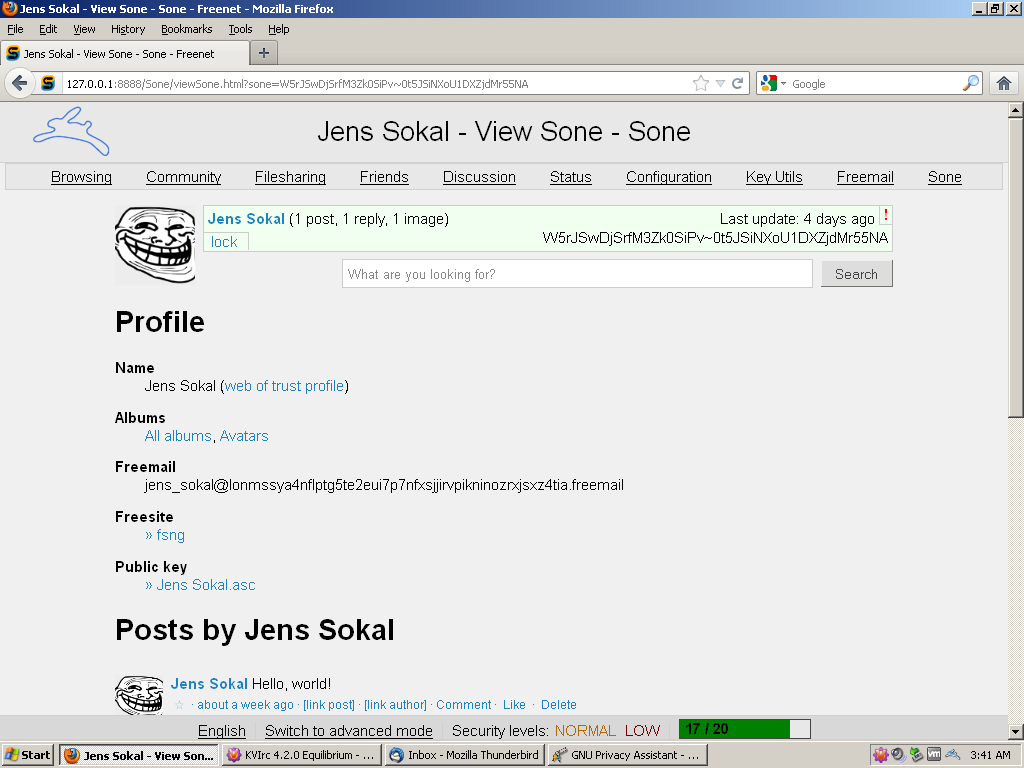 Jens Sokal - View Sone - Sone - Freenet - Mozilla Firefox
File Edit View History Bookmarks Tools Help
Jens Sokal - View Sone - Sone - Freenet
127.0.0.1:8888/Sone/viewSone.html?sone=W5rJSwDjSrfM3Zk0SiPv~0t5JSiNXoU1DXZjdMr55NA Google
Jens Sokal - View Sone - Sone
Browsing Community Filesharing Friends Discussion Status Configuration Key Utils Freemail Sone
Jens Sokal (1 post, 1 reply, 1 image) Last update: 4 days ago !
lock W5rJSwDjSrfM3Zk0SiPv~0t5JSiNXoU1DXZjdMr55NA
What are you looking for? Search
Profile
Name
Jens Sokal (web of trust profile)
Albums
All albums, Avatars
Freemail
jens_sokal@lonmssya4nflptg5te2eui7p7nfxsjjirvpikninozrxjsxz4tia.freemail
Freesite
» fsng
Public key
» Jens Sokal.asc
Posts by Jens Sokal
Jens Sokal Hello, world!
· about a week ago · [link post] · [link author] · Comment · Like · Delete
English Switch to advanced mode Security levels: NORMAL LOW 17 / 20
Start Jens Sokal - View Son... KVIrc 4.2.0 Equilibrium - ... Inbox - Mozilla Thunderbird GNU Privacy Assistant - ... 3:41 AM